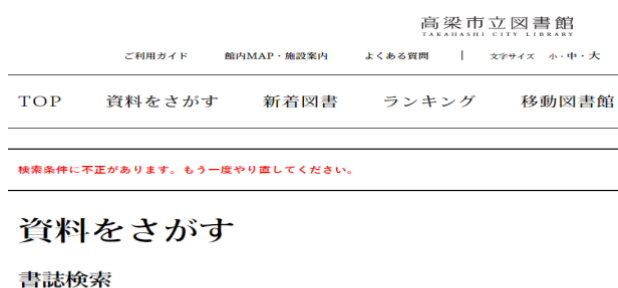 高梁市立図書館
TAKAHASHI CITY LIBRARY
ご利用ガイド 館内MAP・施設案内 よくある質問 | 文字サイズ 小・中・大
TOP 資料をさがす 新着図書 ランキング 移動図書館
検索条件に不正があります。もう一度やり直してください。
資料をさがす
書誌検索